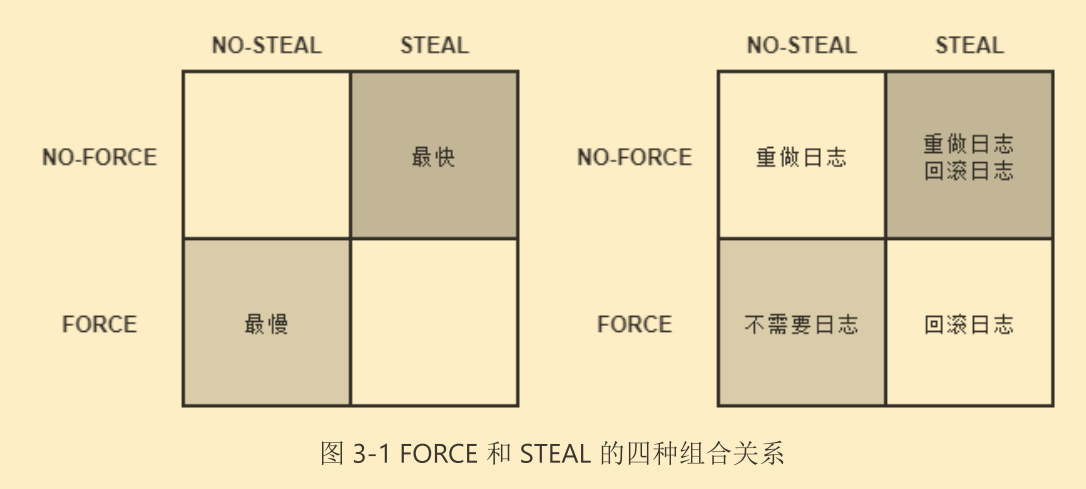 NO-STEAL STEAL
NO-FORCE 最快
FORCE 最慢
NO-STEAL STEAL
NO-FORCE 重做日志 重做日志
回滚日志
FORCE 不需要日志 回滚日志
图 3-1 FORCE 和 STEAL 的四种组合关系